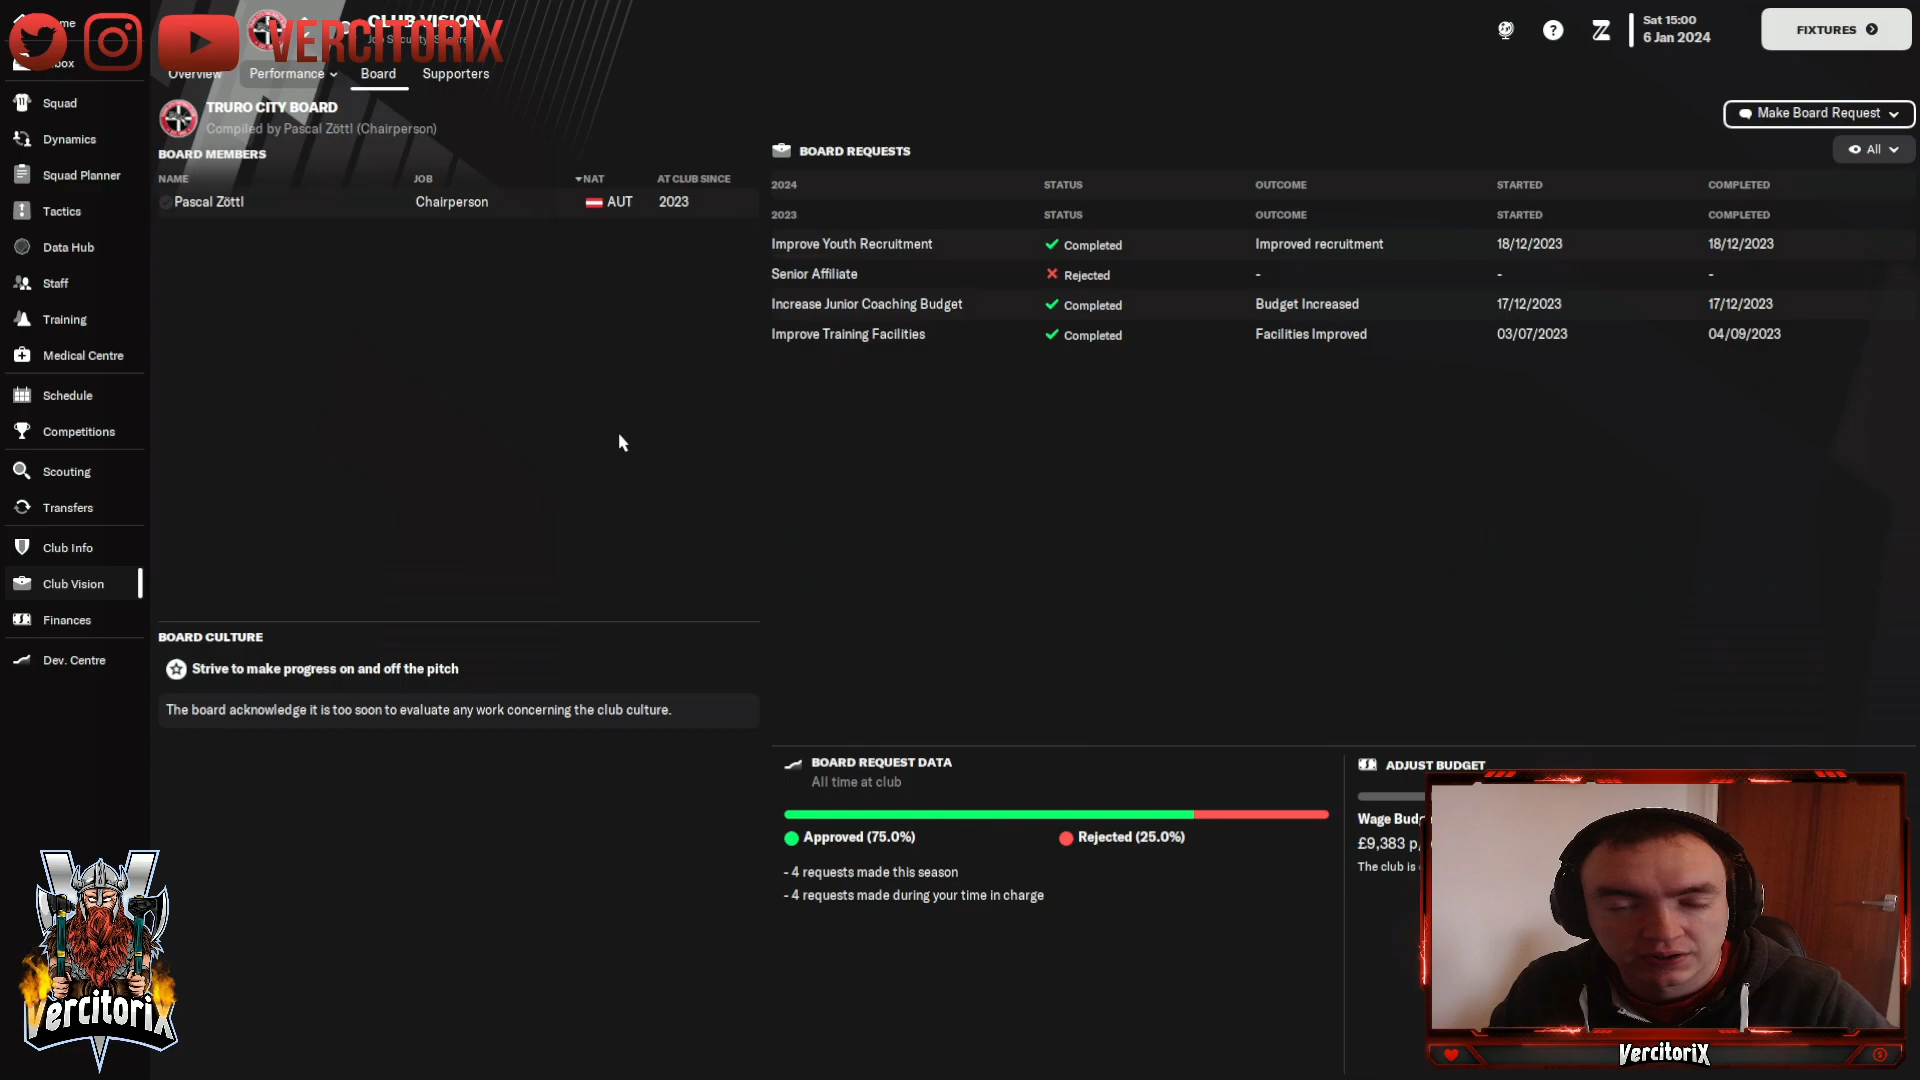 VERCITORIX
CLUB VISION
Overview
Performance
Board
Supporters
Sat 15:00
6 Jan 2024
FIXTURES
Squad
Dynamics
Squad Planner
Tactics
Data Hub
Staff
Training
Medical Centre
Schedule
Competitions
Scouting
Transfers
Club Info
Club Vision
Finances
Dev. Centre
TRURO CITY BOARD
Compiled by Pascal Zöttl (Chairperson)
Make Board Request
BOARD MEMBERS
NAME JOB NAT AT CLUB SINCE
Pascal Zöttl Chairperson AUT 2023
BOARD REQUESTS
All
2024 STATUS OUTCOME STARTED COMPLETED
2023 STATUS OUTCOME STARTED COMPLETED
Improve Youth Recruitment Completed Improved recruitment 18/12/2023 18/12/2023
Senior Affiliate Rejected - - -
Increase Junior Coaching Budget Completed Budget Increased 17/12/2023 17/12/2023
Improve Training Facilities Completed Facilities Improved 03/07/2023 04/09/2023
BOARD CULTURE
Strive to make progress on and off the pitch
The board acknowledge it is too soon to evaluate any work concerning the club culture.
BOARD REQUEST DATA
All time at club
Approved (75.0%) Rejected (25.0%)
- 4 requests made this season
- 4 requests made during your time in charge
ADJUST BUDGET
Wage
£9,383
The club is
VercitoriX
VercitoriX